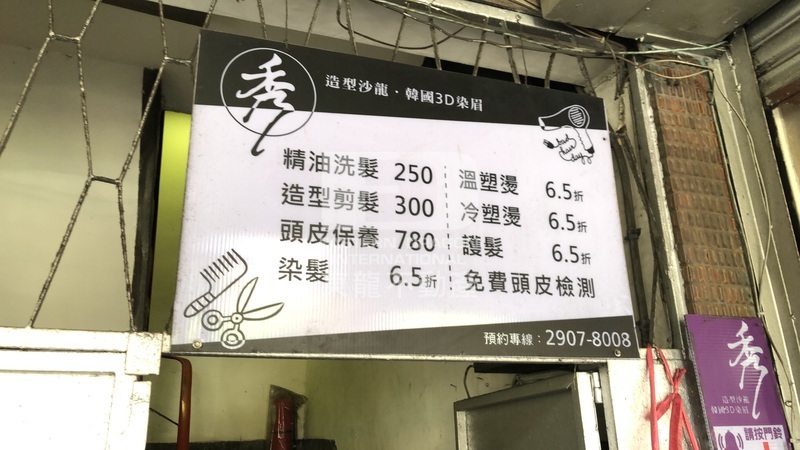 秀
造型沙龍·韓國3D染眉
精油洗髮 250
造型剪髮 300
頭皮保養 780
染髮 6.5折
溫塑燙 6.5折
冷塑燙 6.5折
護髮 6.5折
免費頭皮檢測
預約專線：2907-8008
秀
造型沙龍
韓國3D染眉
請按門鈴